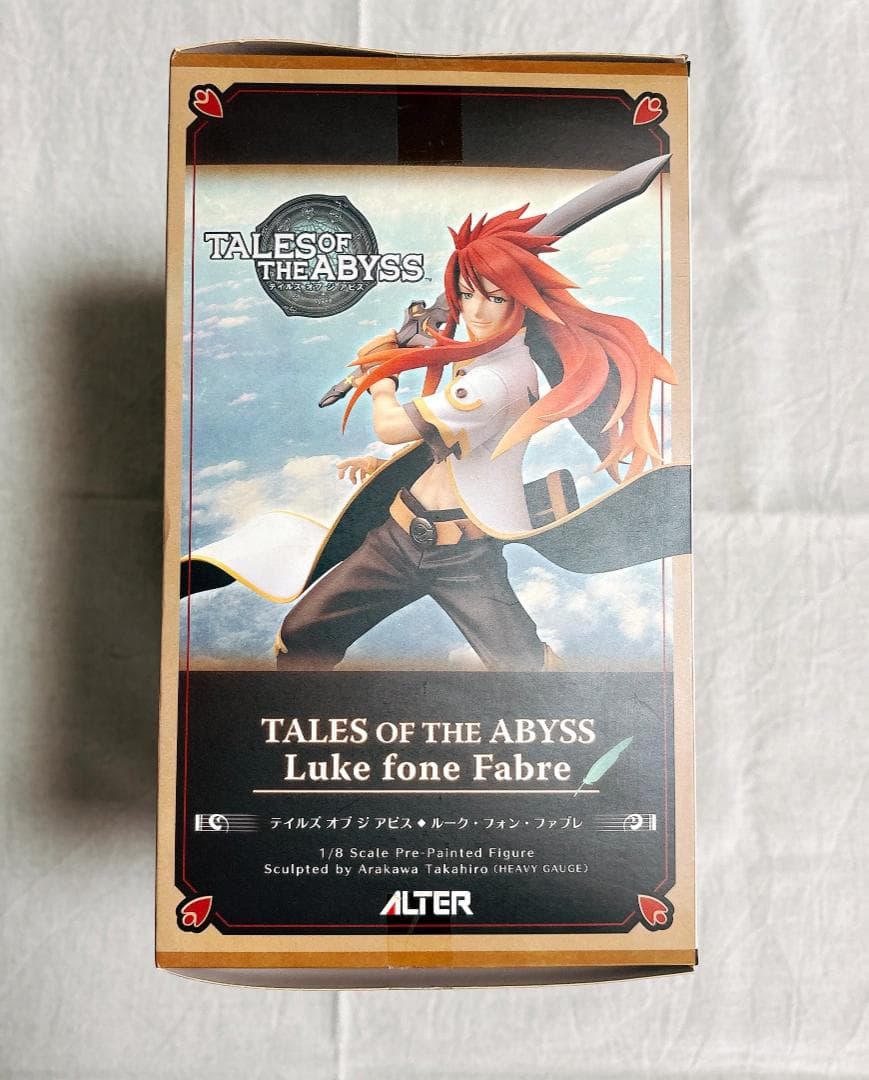 TALES OF
THE ABYSS™
テイルズ オブ ジ アビス
TALES OF THE ABYSS
Luke fone Fabre
テイルズ オブ ジ アビス◆ルーク・フォン・ファブレ
1/8 Scale Pre-Painted Figure
Sculpted by Arakawa Takahiro (HEAVY GAUGE)
ALTER